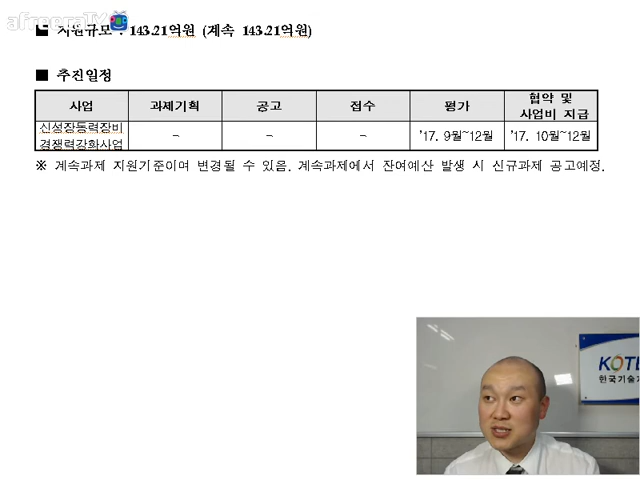 afreecaTV
■ 지원규모 : 143.21억원 (계속 143.21억원)
■ 추진일정
사업 과제기획 공고 접수 평가 협약 및 사업비 지급
신성장동력장비 경쟁력강화사업 - - - '17. 9월~12월 '17. 10월~12월
※ 계속과제 지원기준이며 변경될 수 있음. 계속과제에서 잔여예산 발생 시 신규과제 공고예정.
한국기술